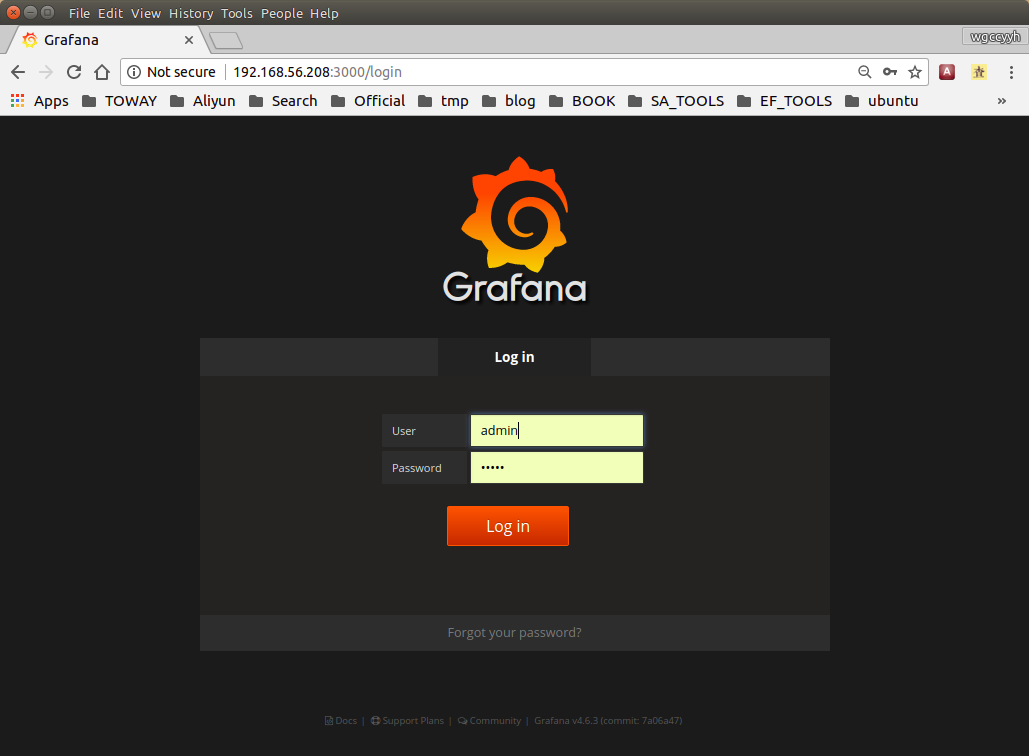 File Edit View History Tools People Help
Grafana
wgccyyh
Not secure 192.168.56.208:3000/login
Apps TOWAY Aliyun Search Official tmp blog BOOK SA_TOOLS EF_TOOLS ubuntu »
Grafana
Log in
User admin
Password •••••
Log in
Forgot your password?
Docs | Support Plans | Community | Grafana v4.6.3 (commit: 7a06a47)